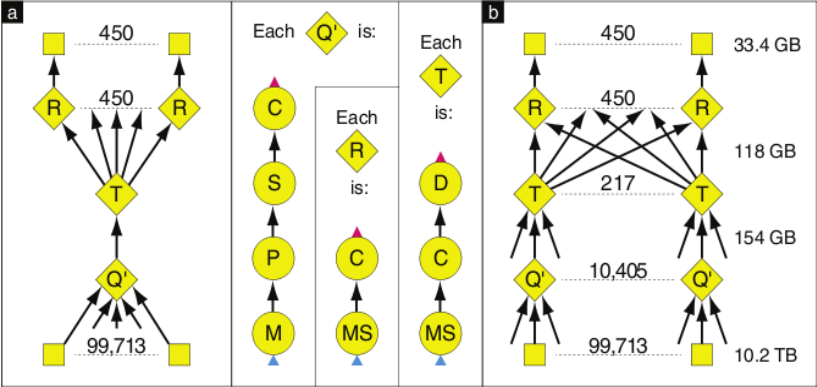 a
450
450
R
R
T
Q'
99,713
Each Q' is:
C
S
P
M
Each
R
is:
C
MS
Each
T
is:
D
C
MS
b
450
33.4 GB
R
450
R
118 GB
T
217
T
154 GB
Q'
10,405
Q'
99,713
10.2 TB